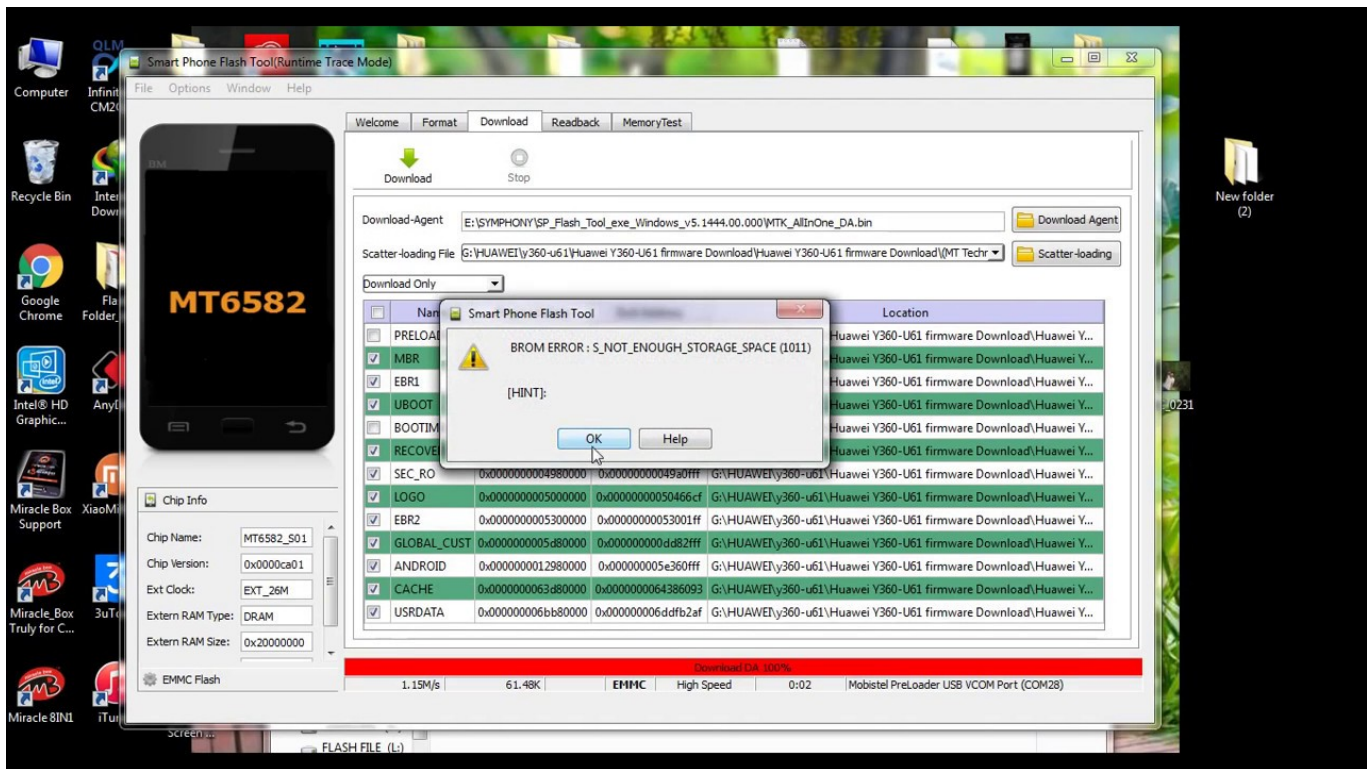 Computer
QLM
Infinit
CM2
Recycle Bin
Inter
Down
Google
Chrome
Fla
Folder_
Intel® HD
Graphic...
AnyD
Miracle Box
Support
XiaoMi
Miracle_Box
Truly for C...
3uTo
Miracle 8IN1
iTun
Screen ...
New folder
(2)
_0231
Smart Phone Flash Tool(Runtime Trace Mode)
File Options Window Help
BM
MT6582
Chip Info
Chip Name: MT6582_S01
Chip Version: 0x0000ca01
Ext Clock: EXT_26M
Extern RAM Type: DRAM
Extern RAM Size: 0x20000000
EMMC Flash
Welcome Format Download Readback MemoryTest
Download Stop
Download-Agent E:\SYMPHONY\SP_Flash_Tool_exe_Windows_v5.1444.00.000\MTK_AllInOne_DA.bin Download Agent
Scatter-loading File G:\HUAWEI\y360-u61\Huawei Y360-U61 firmware Download\Huawei Y360-U61 firmware Download\(MT Techr Scatter-loading
Download Only
Nam Location
PRELOAD Huawei Y360-U61 firmware Download\Huawei Y...
MBR Huawei Y360-U61 firmware Download\Huawei Y...
EBR1 Huawei Y360-U61 firmware Download\Huawei Y...
UBOOT Huawei Y360-U61 firmware Download\Huawei Y...
BOOTIM Huawei Y360-U61 firmware Download\Huawei Y...
RECOVE Huawei Y360-U61 firmware Download\Huawei Y...
SEC_RO 0x0000000004980000 0x00000000049a0fff G:\HUAWEI\y360-u61\Huawei Y360-U61 firmware Download\Huawei Y...
LOGO 0x0000000005000000 0x00000000050466cf G:\HUAWEI\y360-u61\Huawei Y360-U61 firmware Download\Huawei Y...
EBR2 0x0000000005300000 0x00000000053001ff G:\HUAWEI\y360-u61\Huawei Y360-U61 firmware Download\Huawei Y...
GLOBAL_CUST 0x0000000005d80000 0x000000000dd82fff G:\HUAWEI\y360-u61\Huawei Y360-U61 firmware Download\Huawei Y...
ANDROID 0x0000000012980000 0x000000005e360fff G:\HUAWEI\y360-u61\Huawei Y360-U61 firmware Download\Huawei Y...
CACHE 0x0000000063d80000 0x0000000064386093 G:\HUAWEI\y360-u61\Huawei Y360-U61 firmware Download\Huawei Y...
USRDATA 0x000000006bb80000 0x000000006ddfb2af G:\HUAWEI\y360-u61\Huawei Y360-U61 firmware Download\Huawei Y...
Smart Phone Flash Tool
BROM ERROR : S_NOT_ENOUGH_STORAGE_SPACE (1011)
[HINT]:
OK Help
Download DA 100%
1.15M/s 61.48K EMMC High Speed 0:02 Mobistel PreLoader USB VCOM Port (COM28)
FLASH FILE (L:)